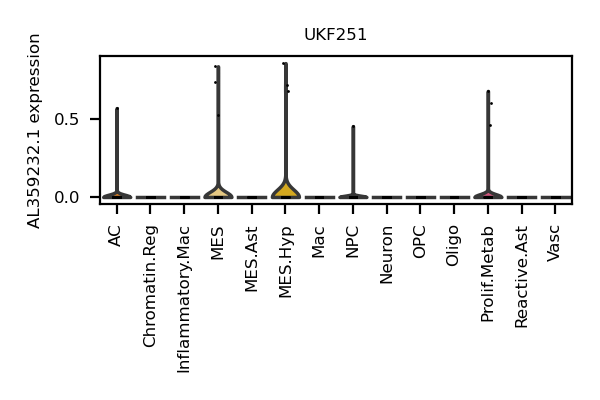 UKF251
AL359232.1 expression
0.5
0.0
AC
Chromatin.Reg
Inflammatory.Mac
MES
MES.Ast
MES.Hyp
Mac
NPC
Neuron
OPC
Oligo
Prolif.Metab
Reactive.Ast
Vasc